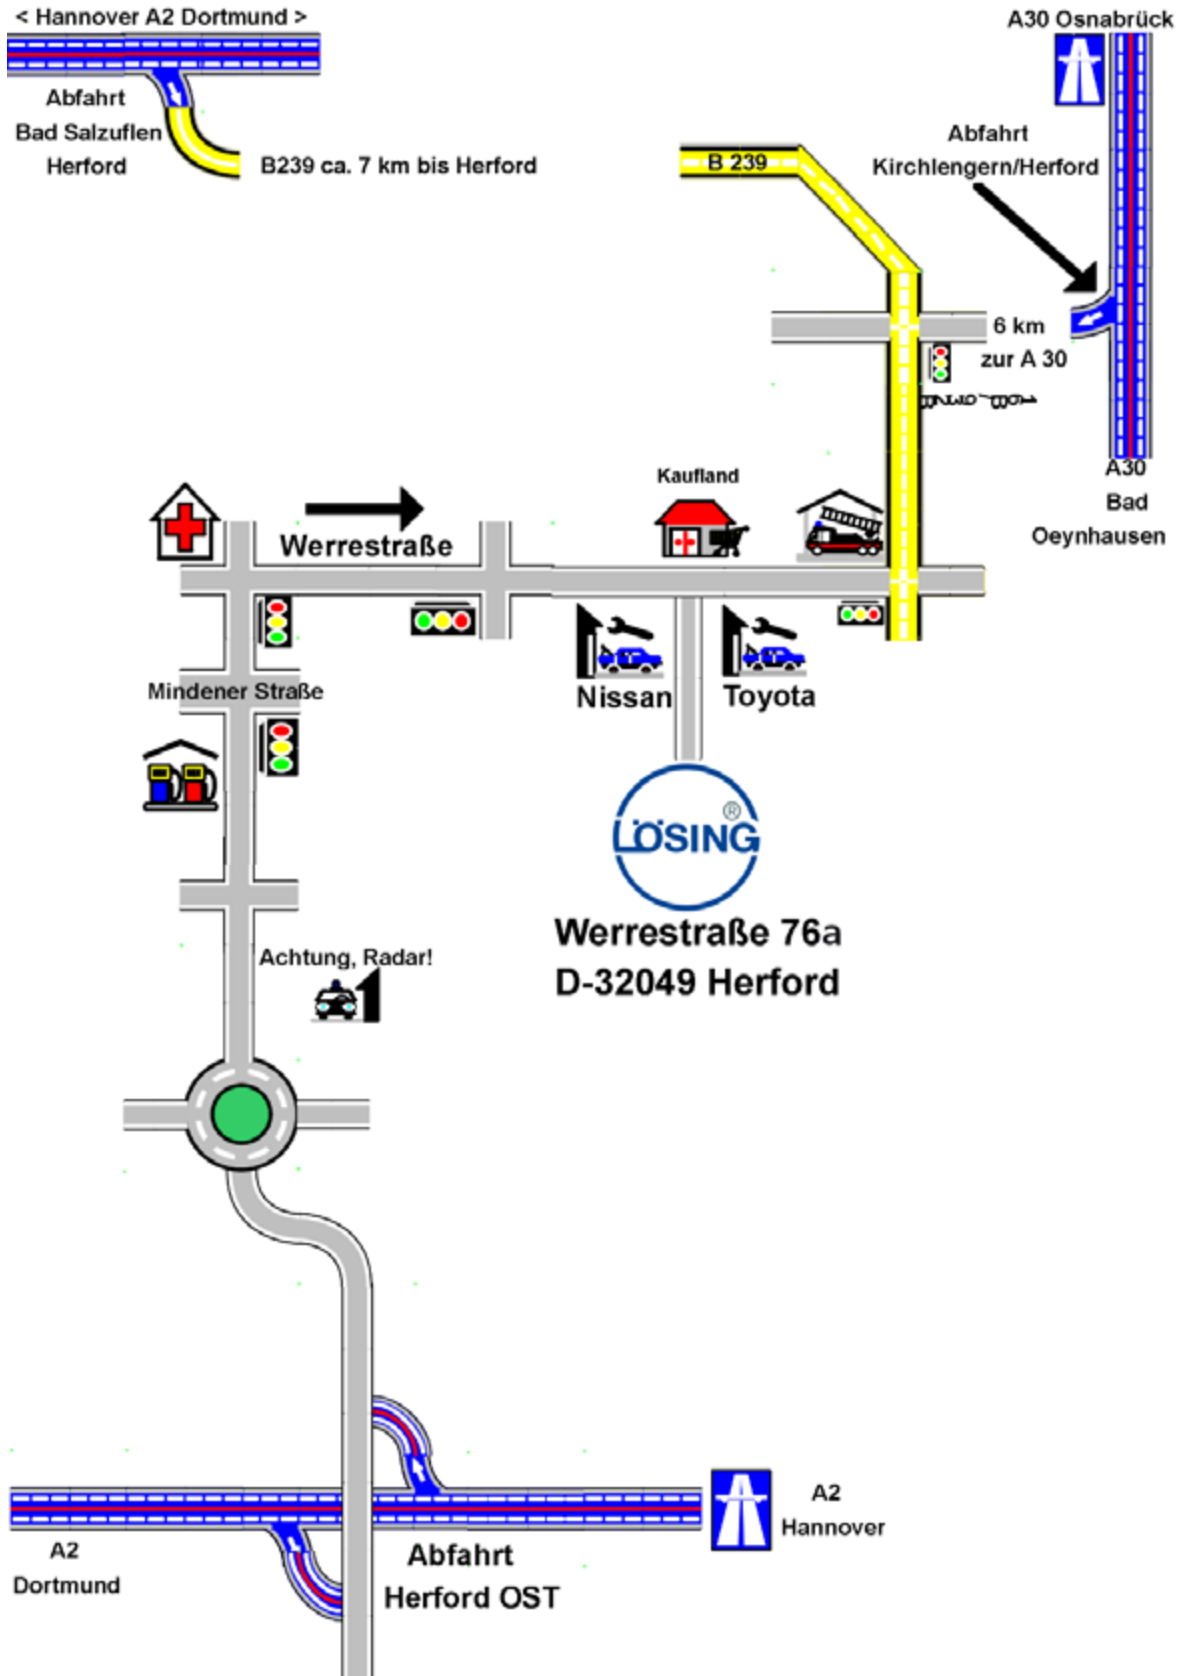 < Hannover A2 Dortmund >
A30 Osnabrück
Abfahrt
Bad Salzuflen
Herford
B239 ca. 7 km bis Herford
B 239
Abfahrt
Kirchlengern/Herford
6 km
zur A 30
A30
Bad
Oeynhausen
Kaufland
Werrestraße
Mindener Straße
Nissan
Toyota
LÖSING®
Werrestraße 76a
D-32049 Herford
Achtung, Radar!
A2
Hannover
A2
Dortmund
Abfahrt
Herford OST